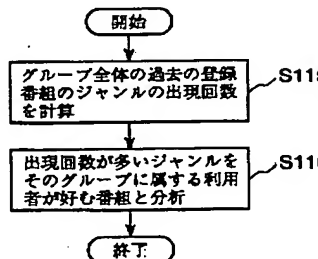 開始
グループ全体の過去の登録
番組のジャンルの出現回数
を計算
出現回数が多いジャンルを
そのグループに属する利用
者が好む番組と分析
終了